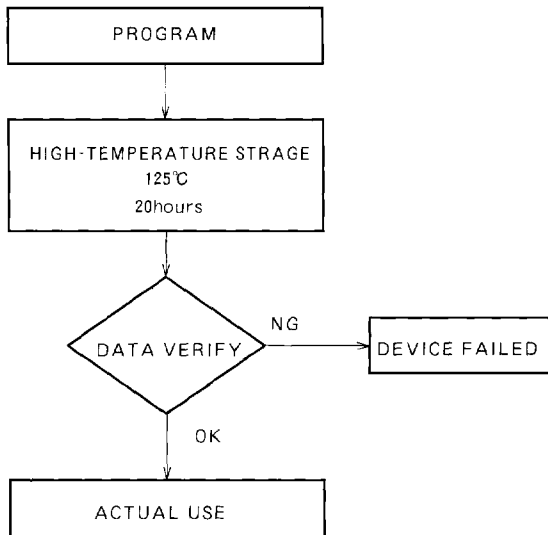 PROGRAM
HIGH-TEMPERATURE STRAGE
125℃
20hours
DATA VERIFY
NG
DEVICE FAILED
OK
ACTUAL USE